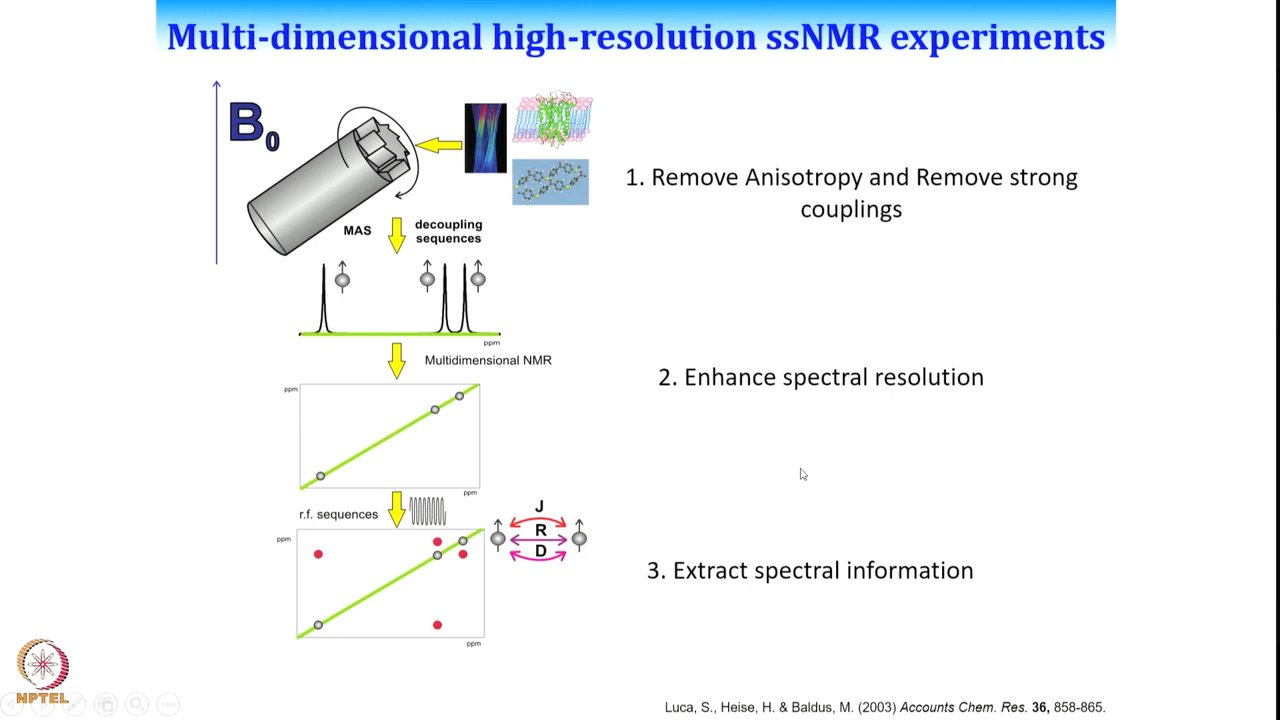 Multi-dimensional high-resolution ssNMR experiments
B0
1. Remove Anisotropy and Remove strong
couplings
MAS
decoupling
sequences
ppm
Multidimensional NMR
2. Enhance spectral resolution
ppm
ppm
r.f. sequences
J
R
D
ppm
3. Extract spectral information
ppm
NPTEL
Luca, S., Heise, H. & Baldus, M. (2003) Accounts Chem. Res. 36, 858-865.